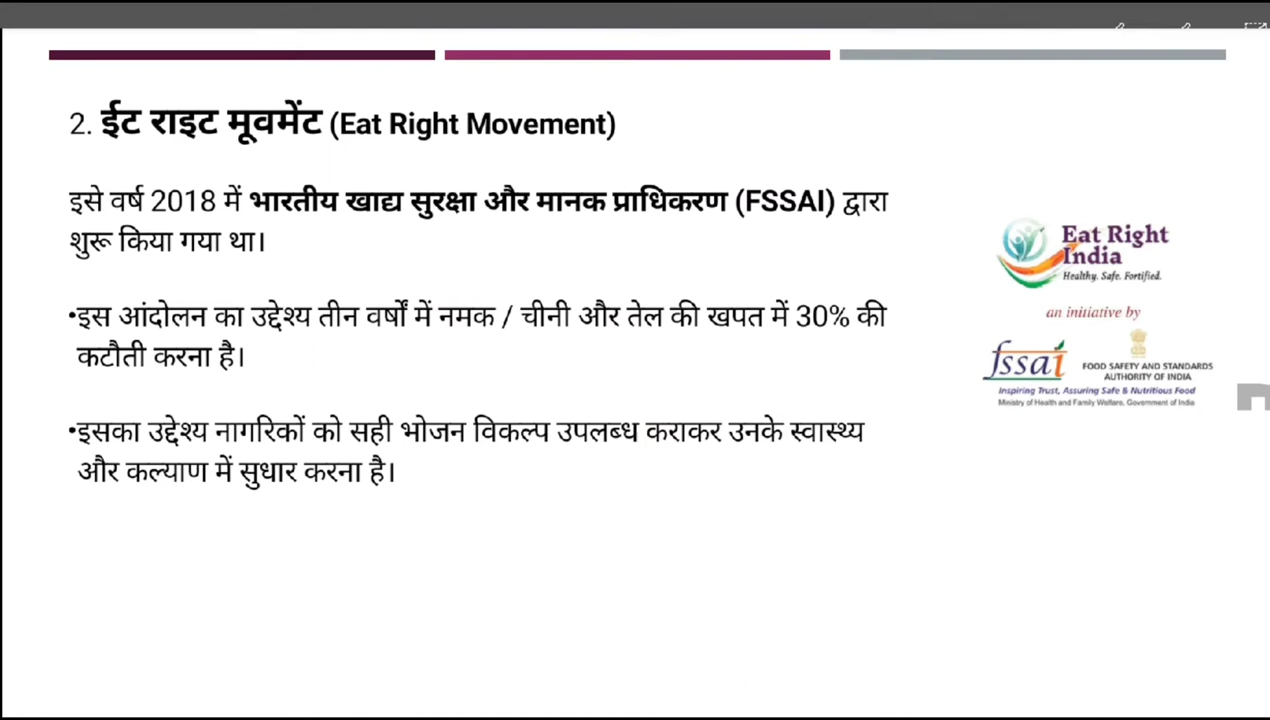 2. ईट राइट मूवमेंट (Eat Right Movement)
इसे वर्ष 2018 में भारतीय खाद्य सुरक्षा और मानक प्राधिकरण (FSSAI) द्वारा
शुरू किया गया था।
•इस आंदोलन का उद्देश्य तीन वर्षों में नमक / चीनी और तेल की खपत में 30% की
कटौती करना है।
•इसका उद्देश्य नागरिकों को सही भोजन विकल्प उपलब्ध कराकर उनके स्वास्थ्य
और कल्याण में सुधार करना है।
Eat Right
India
Healthy. Safe. Fortified.
an initiative by
fssai
FOOD SAFETY AND STANDARDS
AUTHORITY OF INDIA
Inspiring Trust, Assuring Safe & Nutritious Food
Ministry of Health and Family Welfare, Government of India